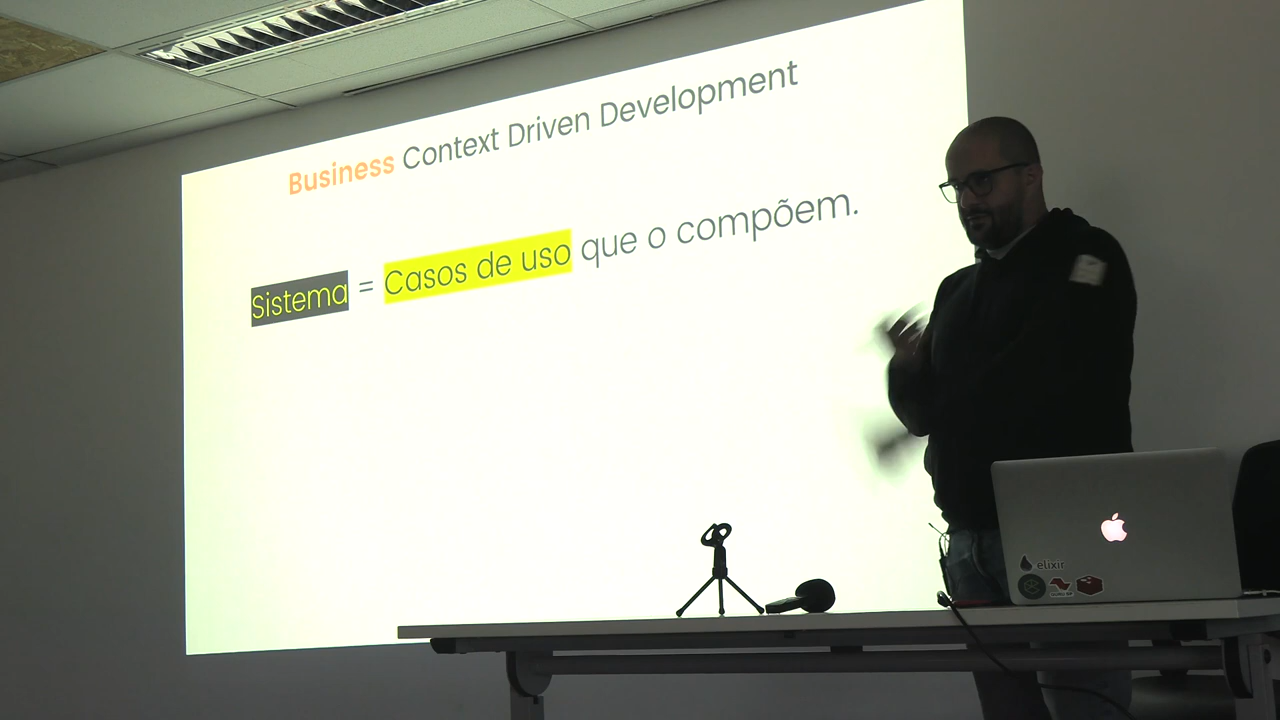 Business Context Driven Development
Sistema = Casos de uso que o compõem.
elixir